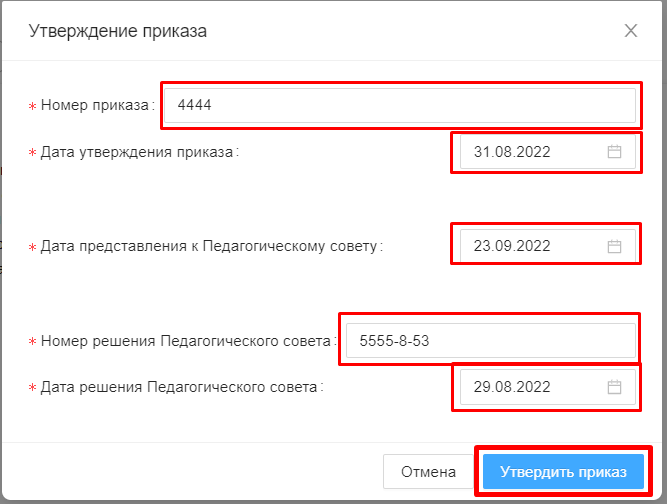 Утверждение приказа
* Номер приказа: 4444
* Дата утверждения приказа: 31.08.2022
* Дата представления к Педагогическому совету: 23.09.2022
* Номер решения Педагогического совета: 5555-8-53
* Дата решения Педагогического совета: 29.08.2022
Отмена Утвердить приказ